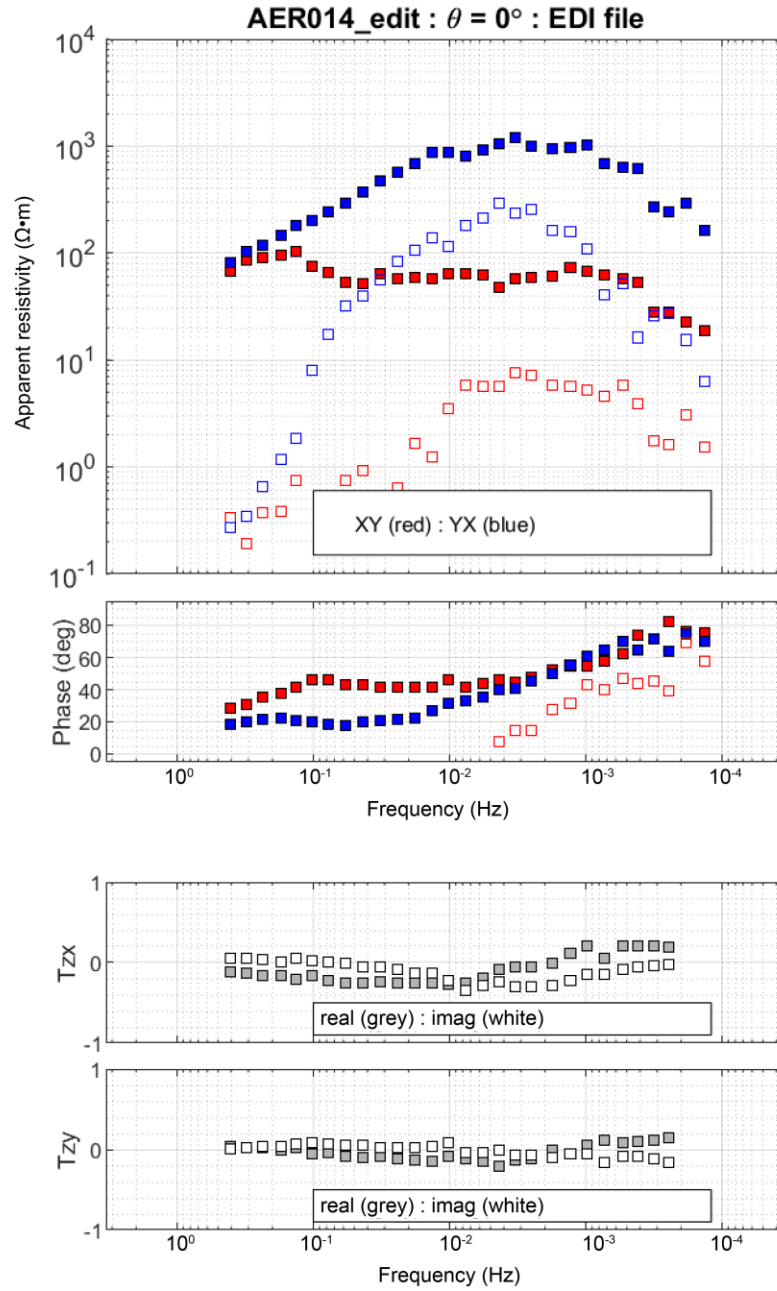 AER014_edit : θ = 0° : EDI file
Apparent resistivity (Ω•m)
10⁴
10³
10²
10¹
10⁰
10⁻¹
XY (red) : YX (blue)
Phase (deg)
80
60
40
20
0
10⁰ 10⁻¹ 10⁻² 10⁻³ 10⁻⁴
Frequency (Hz)
Tzx
1
0
-1
real (grey) : imag (white)
Tzy
1
0
-1
real (grey) : imag (white)
10⁰ 10⁻¹ 10⁻² 10⁻³ 10⁻⁴
Frequency (Hz)